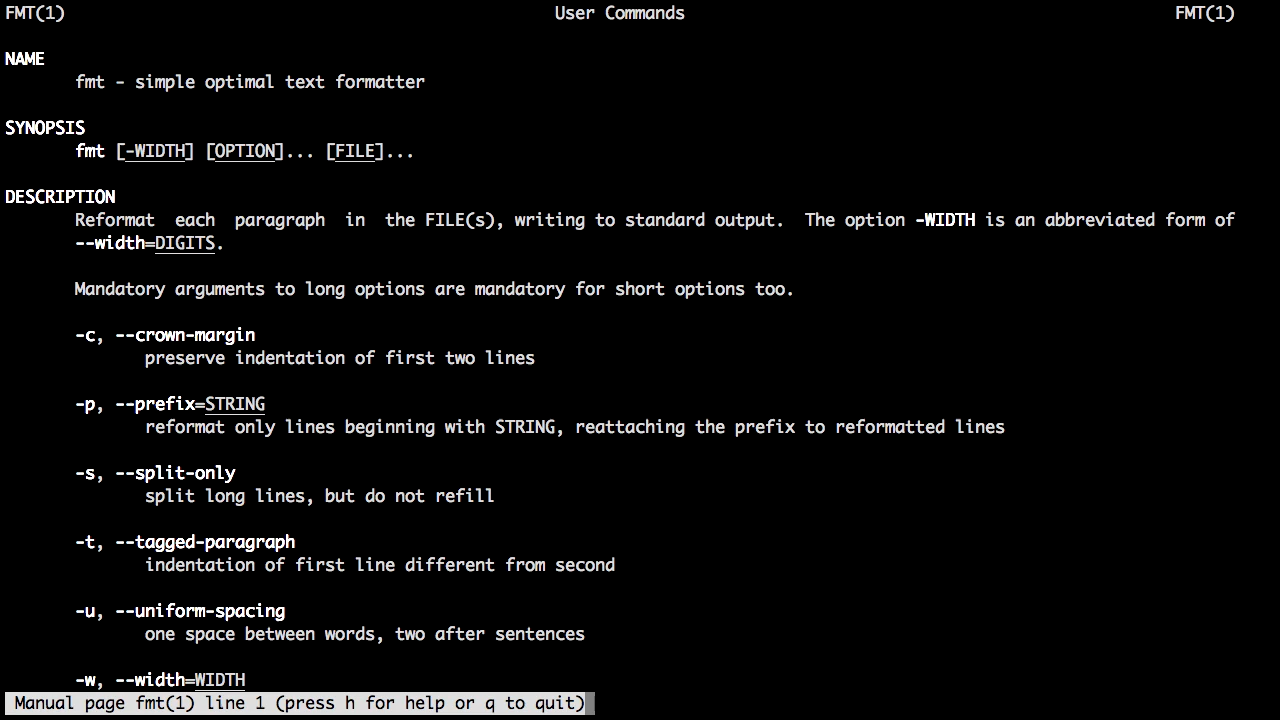 FMT(1) User Commands FMT(1)
NAME
fmt - simple optimal text formatter
SYNOPSIS
fmt [-WIDTH] [OPTION]... [FILE]...
DESCRIPTION
Reformat each paragraph in the FILE(s), writing to standard output. The option -WIDTH is an abbreviated form of
--width=DIGITS.
Mandatory arguments to long options are mandatory for short options too.
-c, --crown-margin
preserve indentation of first two lines
-p, --prefix=STRING
reformat only lines beginning with STRING, reattaching the prefix to reformatted lines
-s, --split-only
split long lines, but do not refill
-t, --tagged-paragraph
indentation of first line different from second
-u, --uniform-spacing
one space between words, two after sentences
-w, --width=WIDTH
Manual page fmt(1) line 1 (press h for help or q to quit)